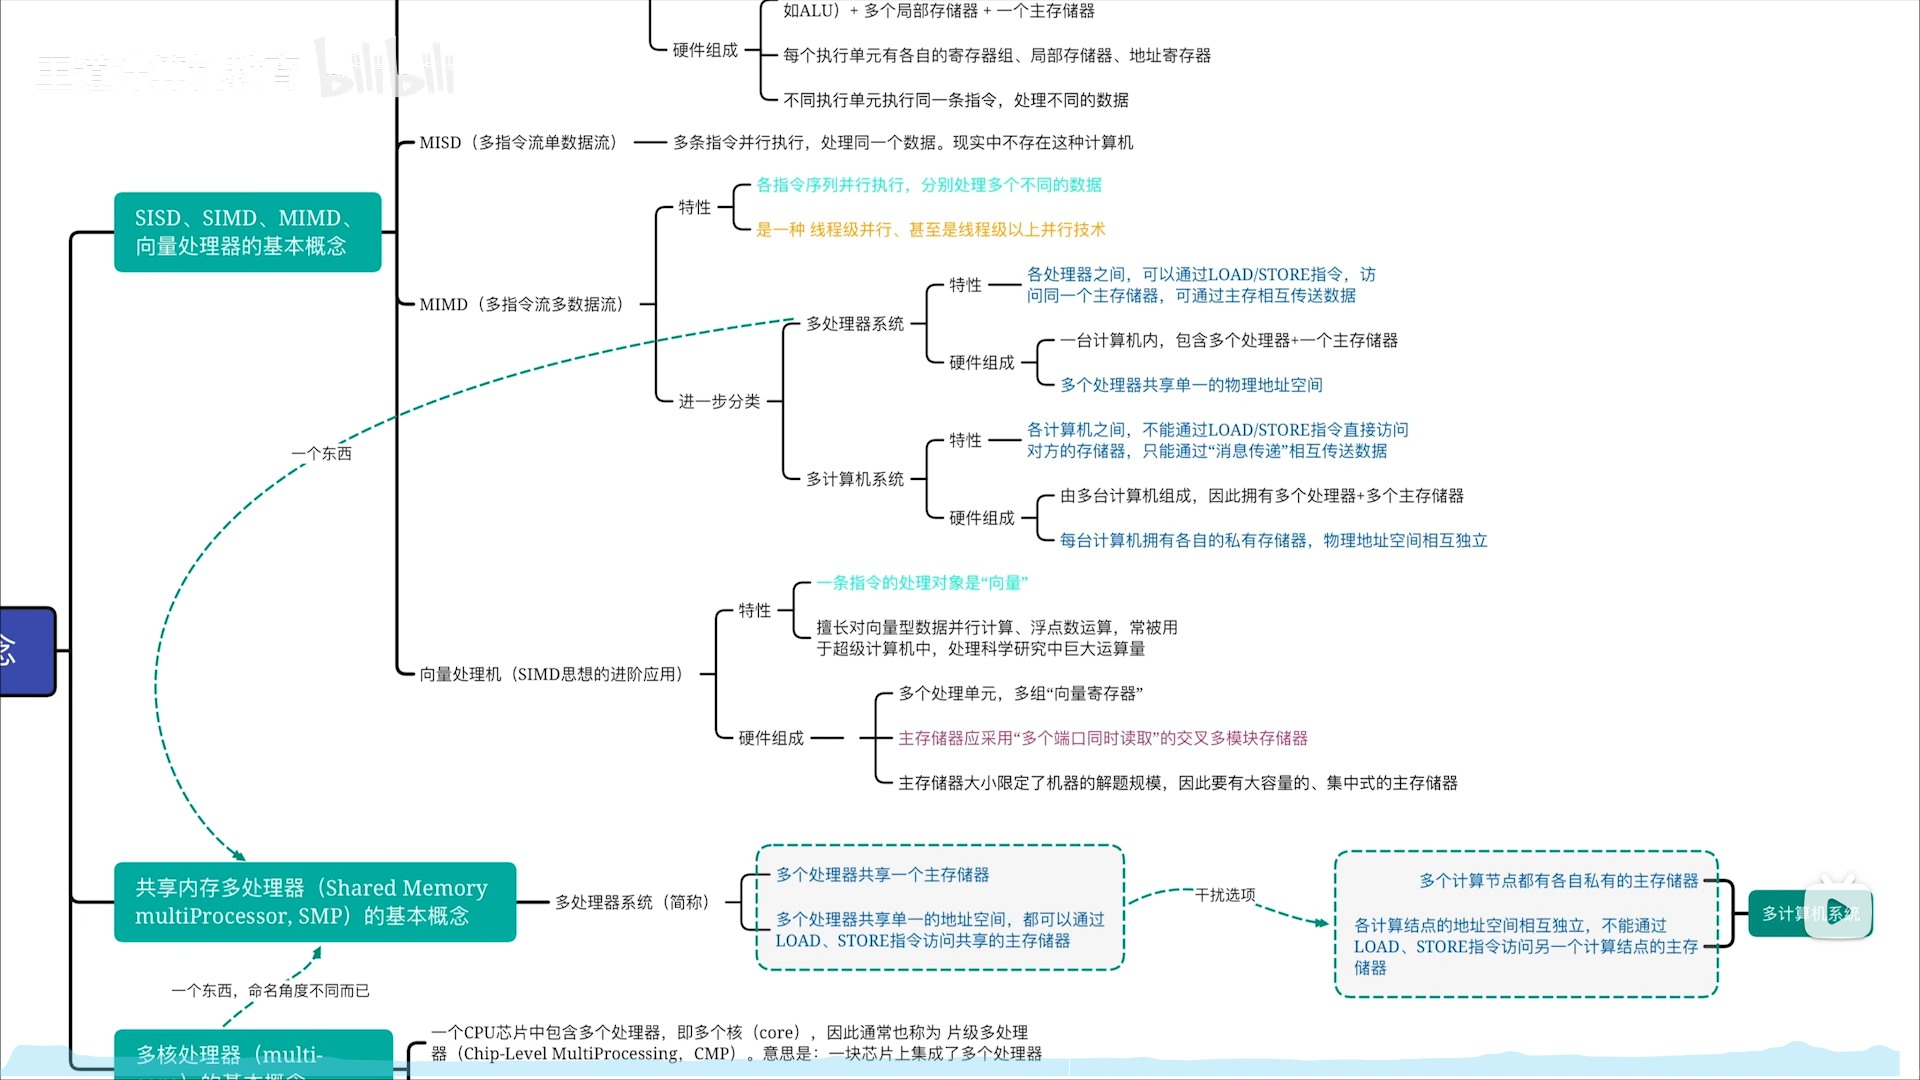 如ALU）+ 多个局部存储器 + 一个主存储器
硬件组成
每个执行单元有各自的寄存器组、局部存储器、地址寄存器
不同执行单元执行同一条指令，处理不同的数据
王道计算机教育 bilibili
MISD（多指令流单数据流）
多条指令并行执行，处理同一个数据。现实中不存在这种计算机
SISD、SIMD、MIMD、
向量处理器的基本概念
MIMD（多指令流多数据流）
特性
各指令序列并行执行，分别处理多个不同的数据
是一种 线程级并行、甚至是线程级以上并行技术
进一步分类
多处理器系统
特性
各处理器之间，可以通过LOAD/STORE指令，访
问同一个主存储器，可通过主存相互传送数据
硬件组成
一台计算机内，包含多个处理器+一个主存储器
多个处理器共享单一的物理地址空间
多计算机系统
特性
各计算机之间，不能通过LOAD/STORE指令直接访问
对方的存储器，只能通过“消息传递”相互传送数据
硬件组成
由多台计算机组成，因此拥有多个处理器+多个主存储器
每台计算机拥有各自的私有存储器，物理地址空间相互独立
一个东西
向量处理机（SIMD思想的进阶应用）
特性
一条指令的处理对象是“向量”
擅长对向量型数据并行计算、浮点数运算，常被用
于超级计算机中，处理科学研究中巨大运算量
硬件组成
多个处理单元，多组“向量寄存器”
主存储器应采用“多个端口同时读取”的交叉多模块存储器
主存储器大小限定了机器的解题规模，因此要有大容量的、集中式的主存储器
念
共享内存多处理器（Shared Memory
multiProcessor, SMP）的基本概念
多处理器系统（简称）
多个处理器共享一个主存储器
多个处理器共享单一的地址空间，都可以通过
LOAD、STORE指令访问共享的主存储器
干扰选项
多个计算节点都有各自私有的主存储器
各计算结点的地址空间相互独立，不能通过
LOAD、STORE指令访问另一个计算结点的主存
储器
多计算机系统
一个东西，命名角度不同而已
多核处理器（multi-
）的基本概念
一个CPU芯片中包含多个处理器，即多个核（core），因此通常也称为 片级多处理
器（Chip-Level MultiProcessing，CMP）。意思是：一块芯片上集成了多个处理器